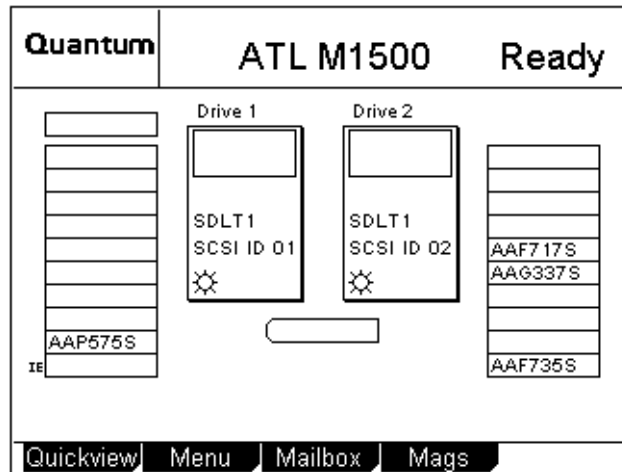 Quantum
ATL M1500
Ready
Drive 1
Drive 2
SDLT1
SCSI ID 01
SDLT1
SCSI ID 02
AAF717S
AAG337S
AAP575S
IE
AAF735S
Quickview Menu Mailbox Mags